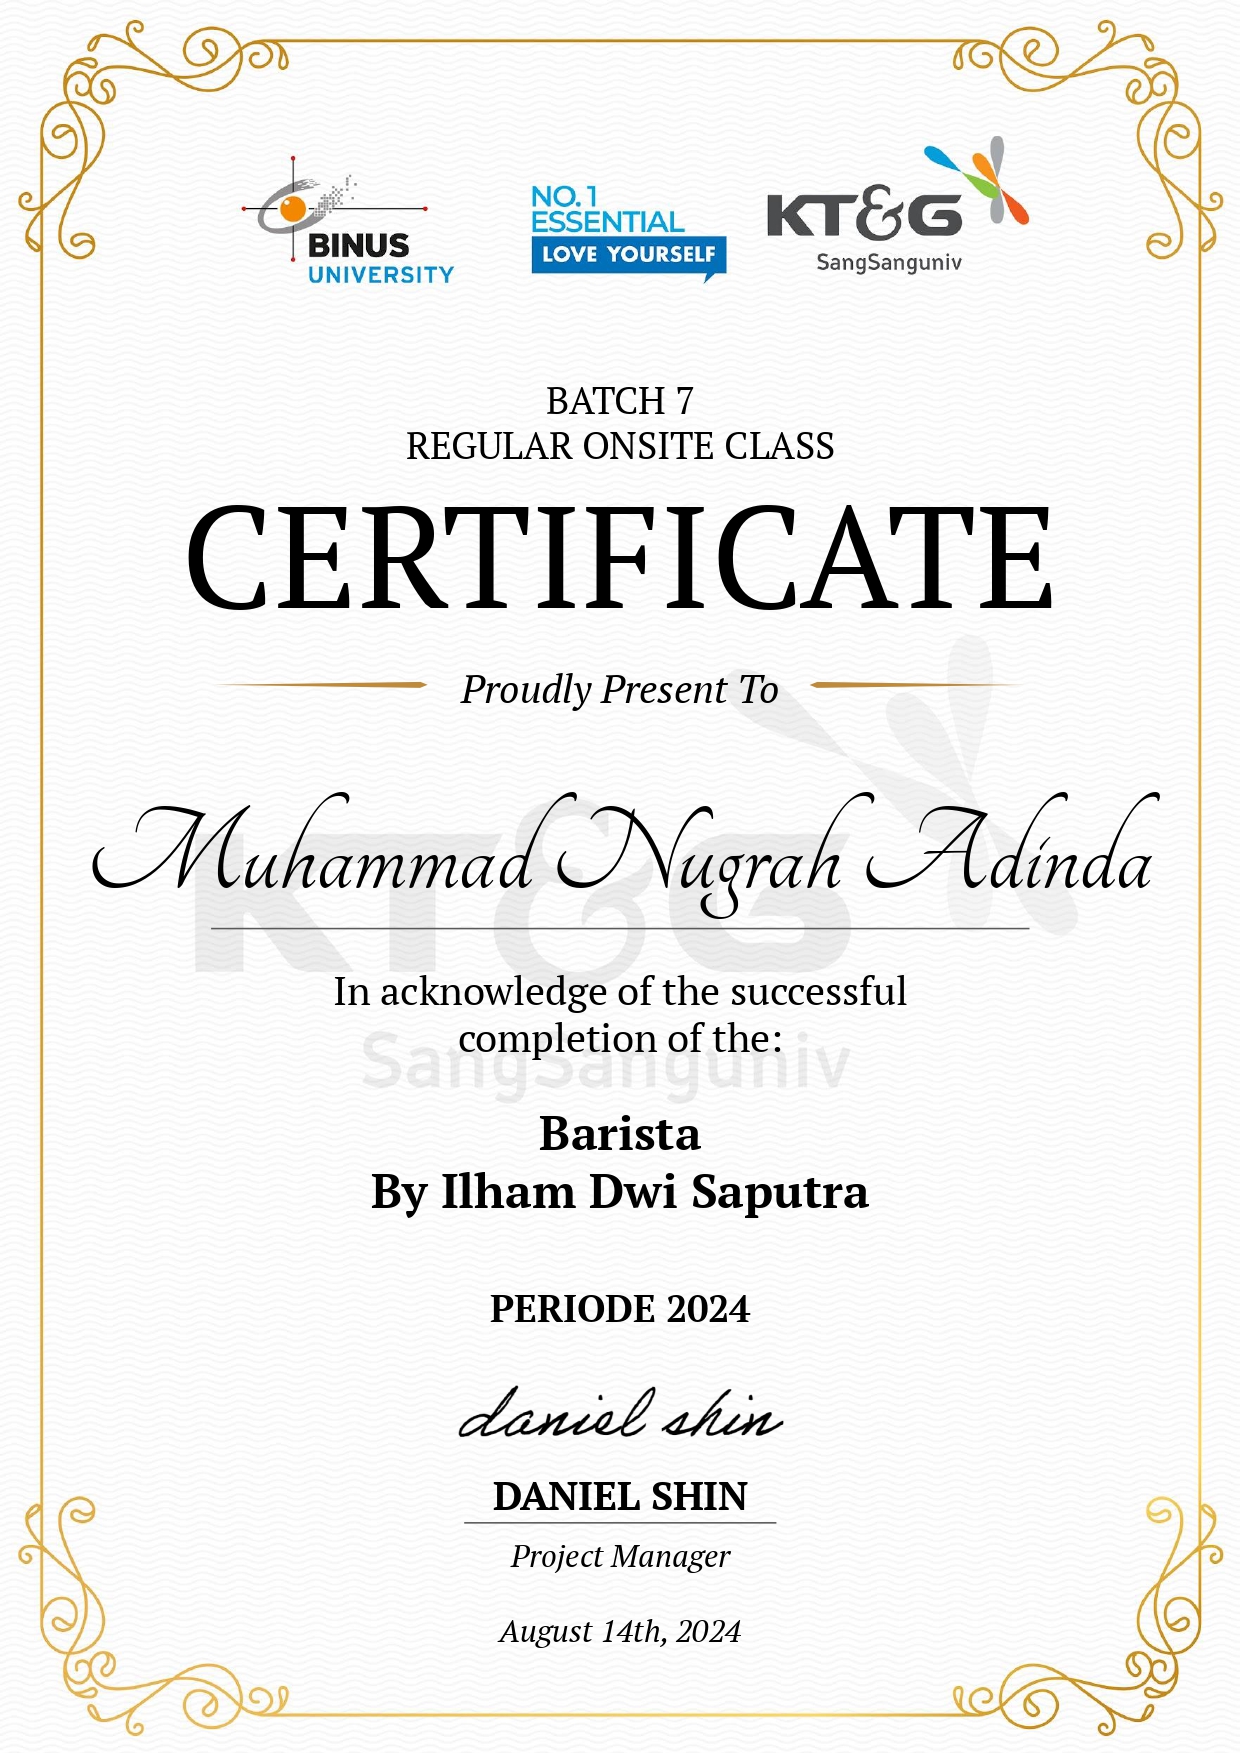 BINUS
UNIVERSITY
NO. 1
ESSENTIAL
LOVE YOURSELF
KT&G
SangSanguniv
BATCH 7
REGULAR ONSITE CLASS
CERTIFICATE
Proudly Present To
Muhammad Nugrah Adinda
KT&G
In acknowledge of the successful
completion of the:
SangSanguniv
Barista
By Ilham Dwi Saputra
PERIODE 2024
daniel shin
DANIEL SHIN
Project Manager
August 14th, 2024